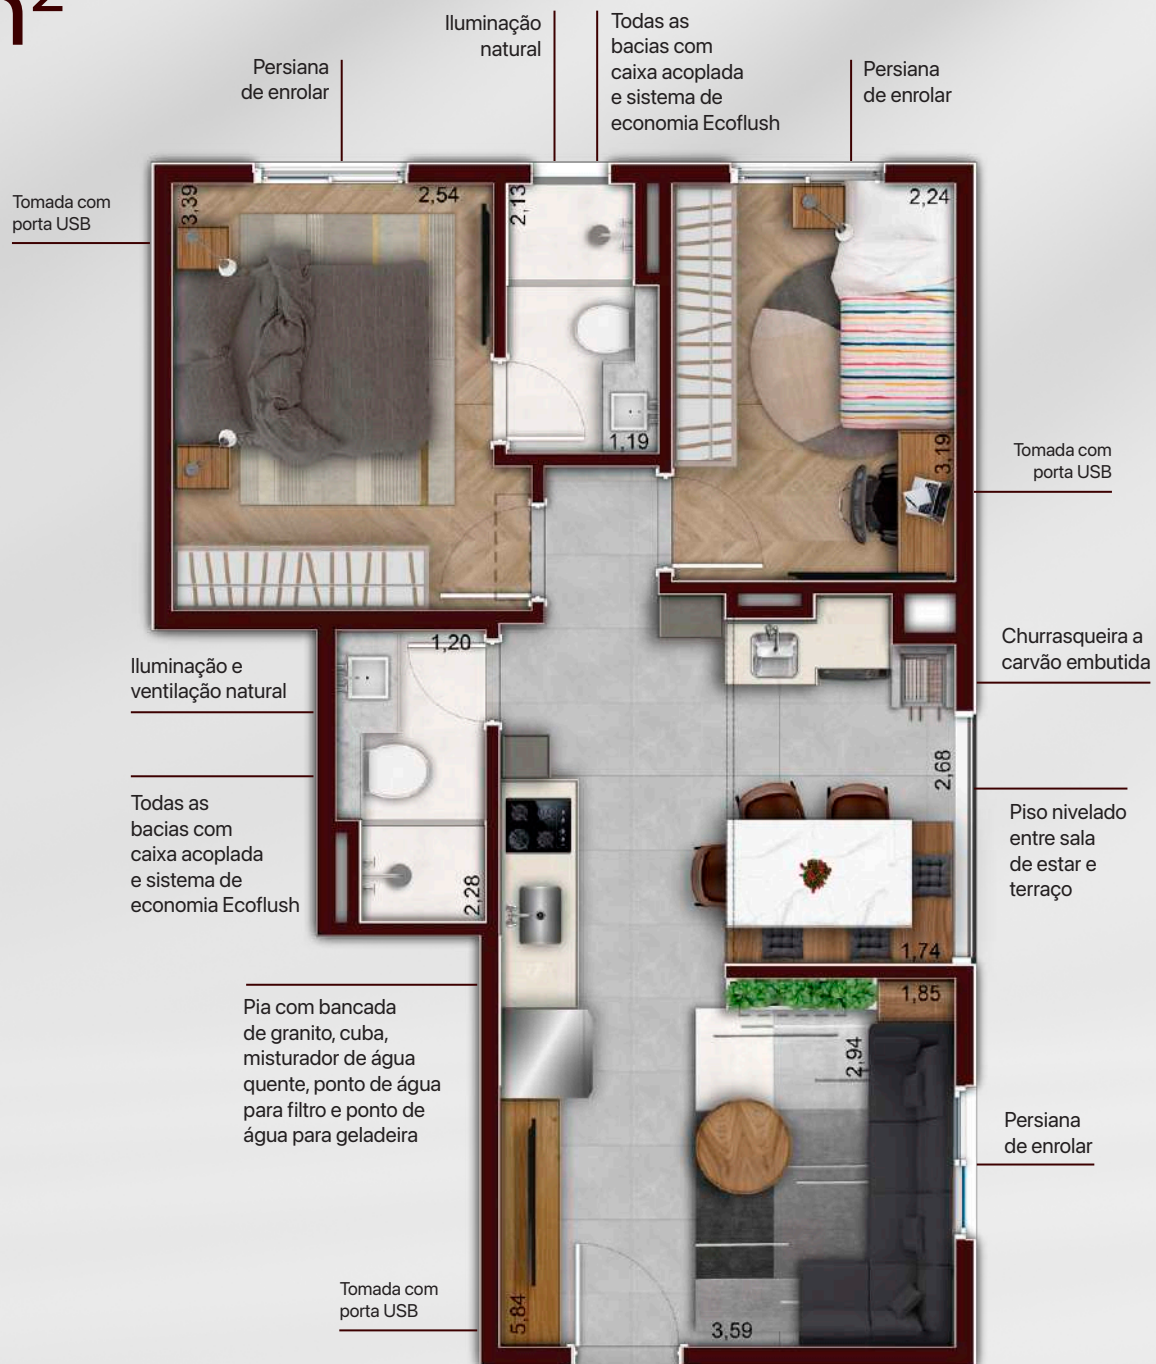 Iluminação
natural
Todas as
bacias com
caixa acoplada
e sistema de
economia Ecoflush
Persiana
de enrolar
Persiana
de enrolar
Tomada com
porta USB
3,39
2,54
2,13
2,24
1,19
3,19
Tomada com
porta USB
1,20
Iluminação e
ventilação natural
Churrasqueira a
carvão embutida
2,68
Todas as
bacias com
caixa acoplada
e sistema de
economia Ecoflush
Piso nivelado
entre sala
de estar e
terraço
2,28
1,74
1,85
Pia com bancada
de granito, cuba,
misturador de água
quente, ponto de água
para filtro e ponto de
água para geladeira
2,94
Persiana
de enrolar
Tomada com
porta USB
5,84
3,59